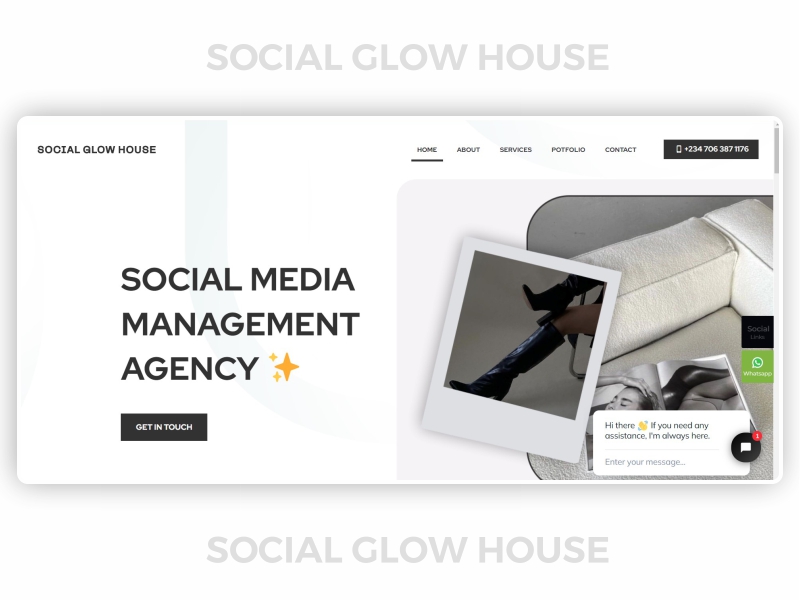 SOCIAL GLOW HOUSE
SOCIAL GLOW HOUSE
HOME ABOUT SERVICES POTFOLIO CONTACT +234 706 387 1176
SOCIAL MEDIA
MANAGEMENT
AGENCY ✨
GET IN TOUCH
Social
Links
Whatsapp
Hi there 👋 If you need any
assistance, I'm always here.
1
Enter your message...
SOCIAL GLOW HOUSE